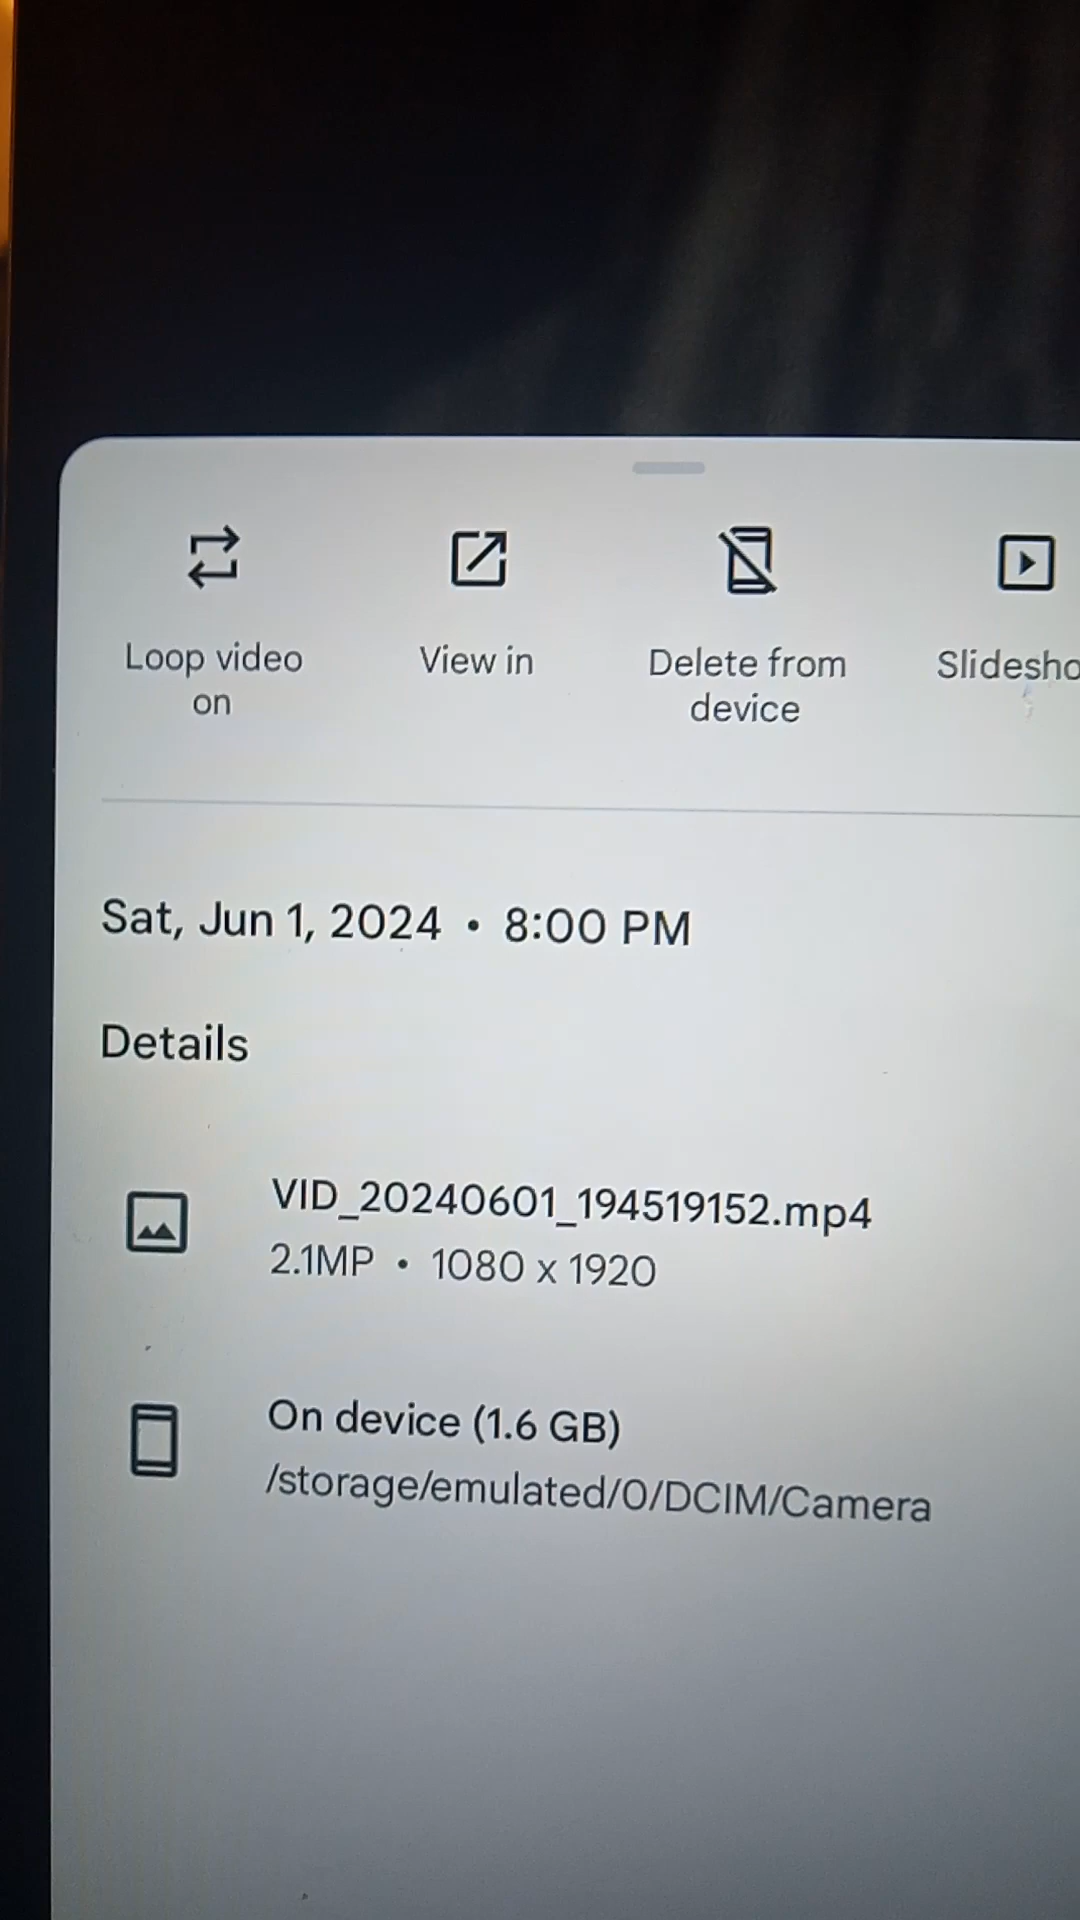 Loop video
on
View in
Delete from
device
Slidesho
Sat, Jun 1, 2024 • 8:00 PM
Details
VID_20240601_194519152.mp4
2.1MP • 1080 x 1920
On device (1.6 GB)
/storage/emulated/0/DCIM/Camera